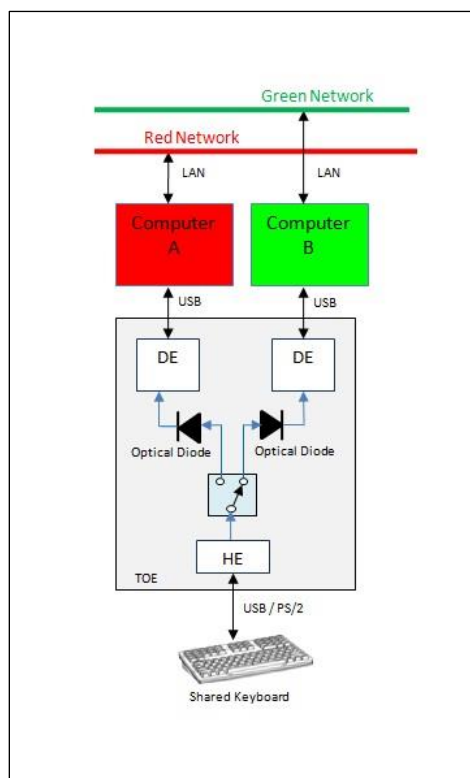 Green Network
Red Network
LAN
LAN
Computer
A
Computer
B
USB
USB
DE
DE
Optical Diode
Optical Diode
HE
TOE
USB / PS/2
Shared Keyboard